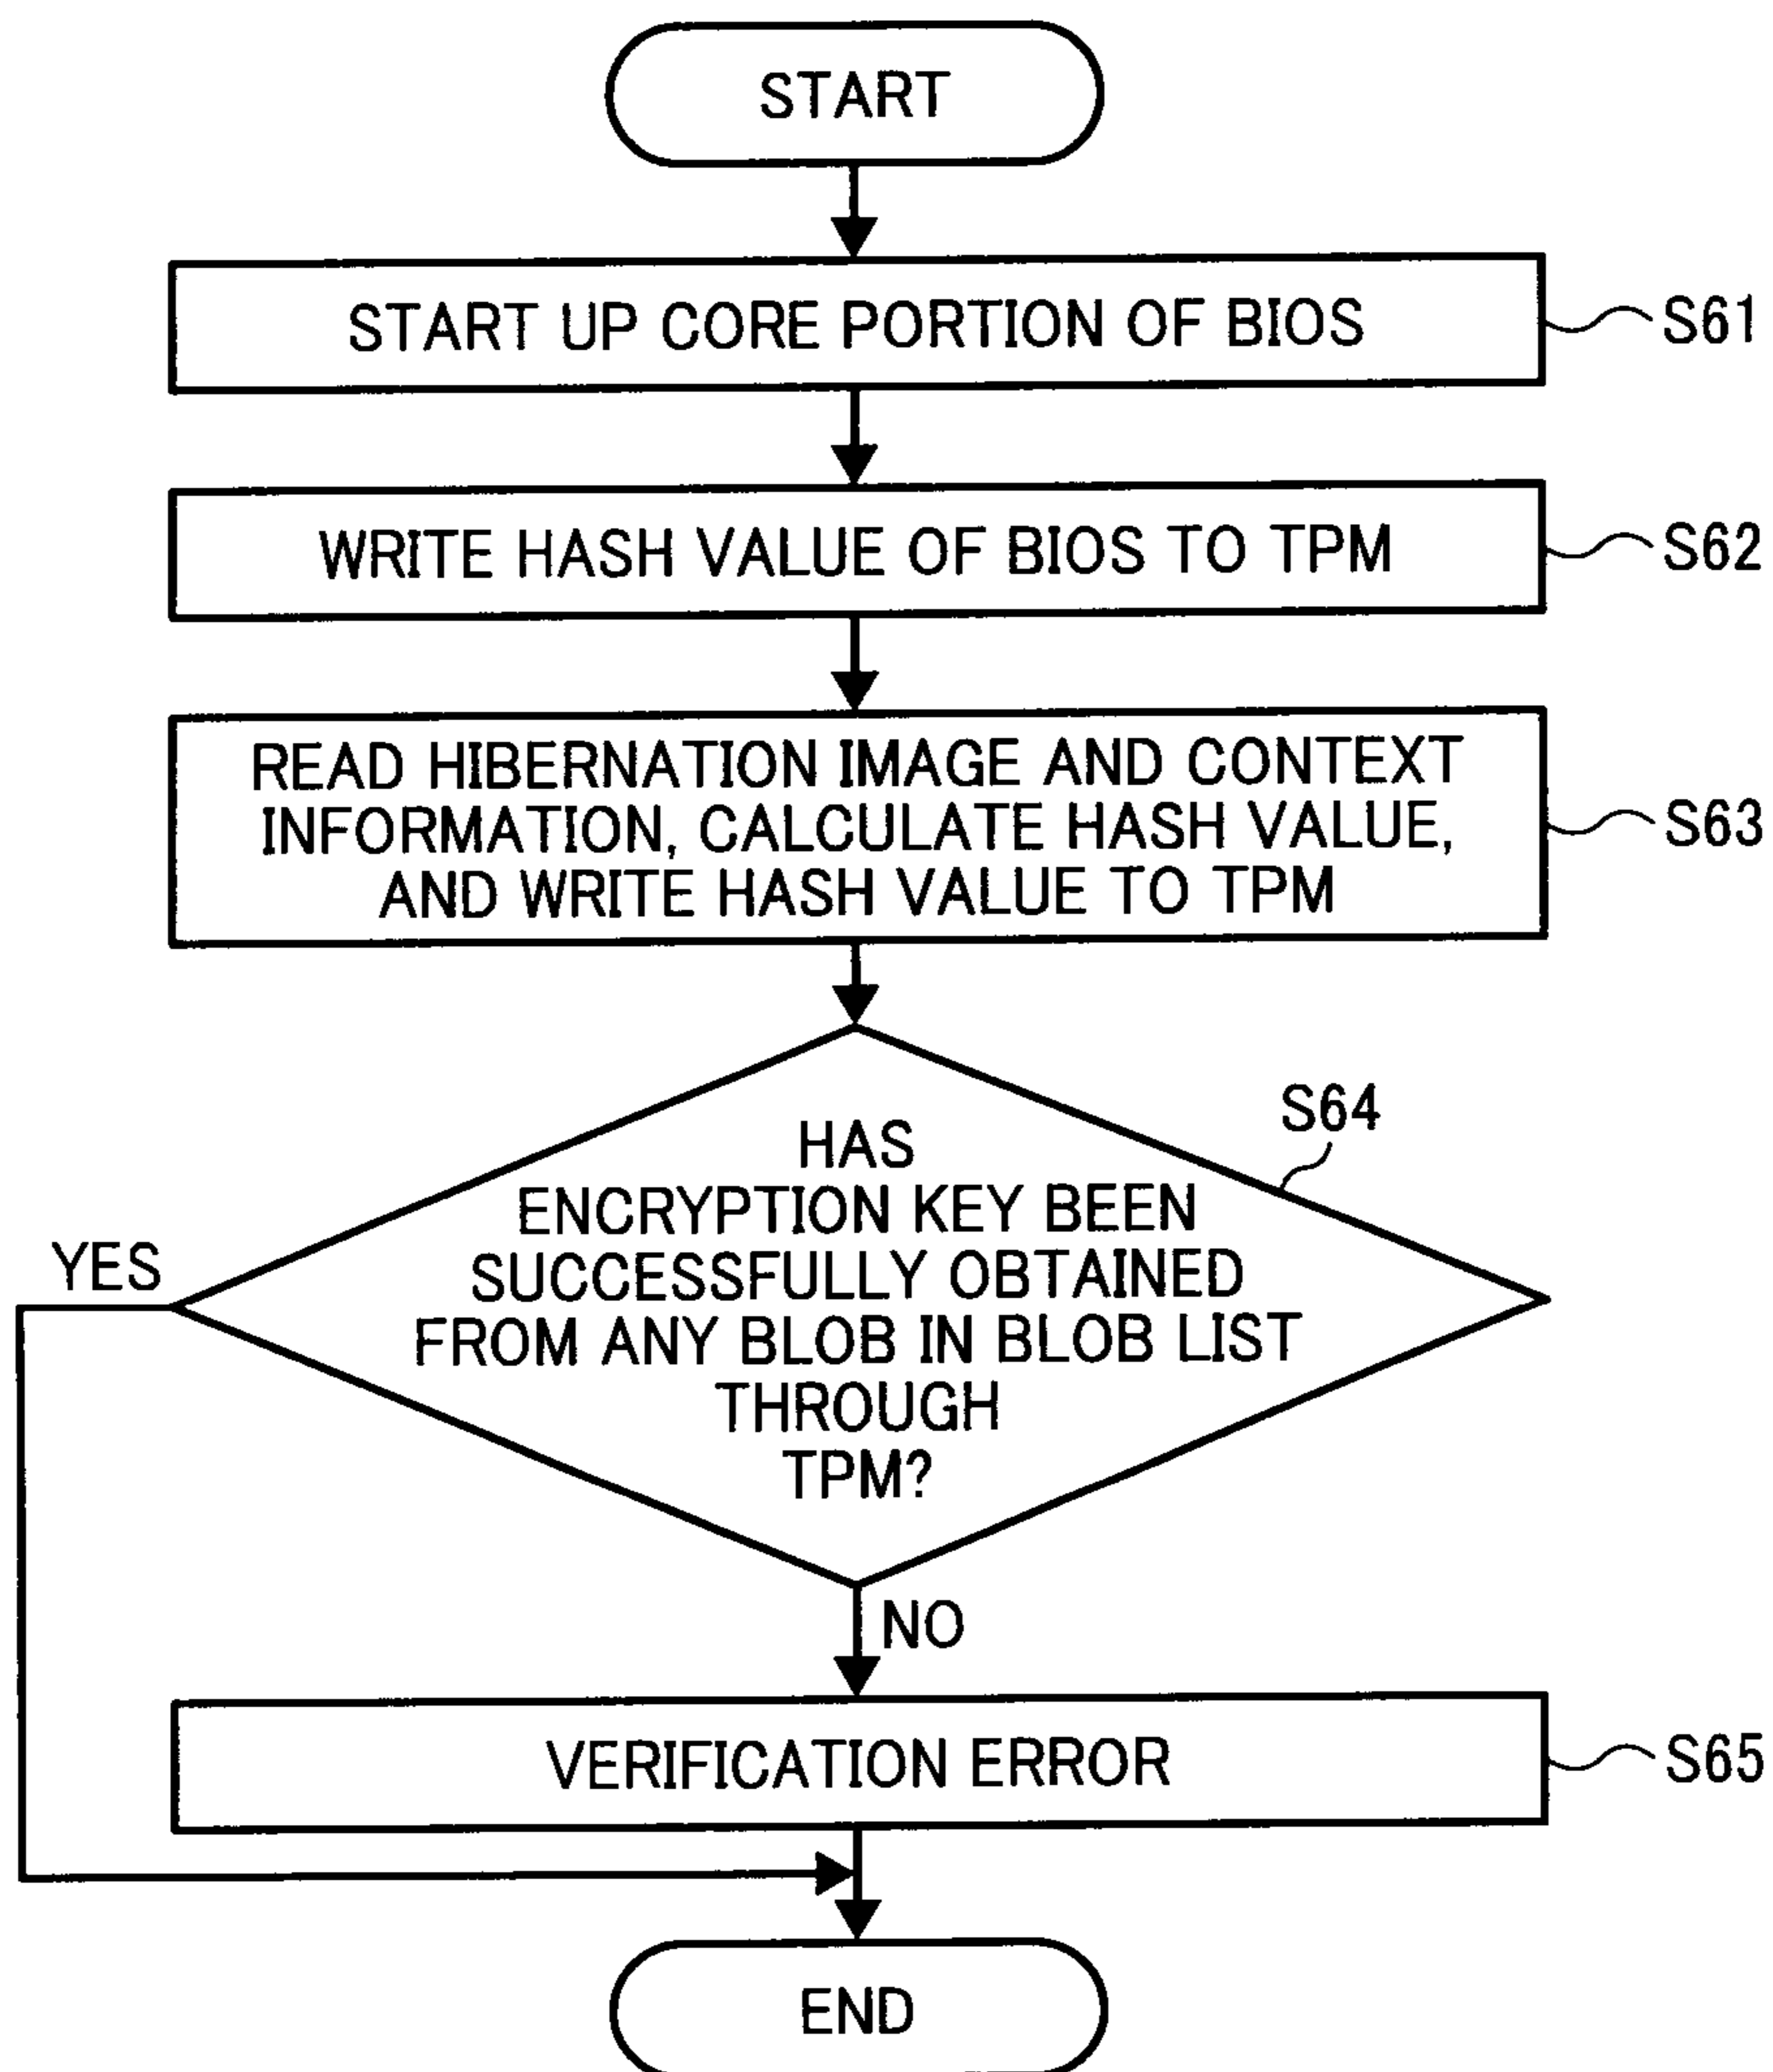 START
START UP CORE PORTION OF BIOS
S61
WRITE HASH VALUE OF BIOS TO TPM
S62
READ HIBERNATION IMAGE AND CONTEXT
INFORMATION, CALCULATE HASH VALUE,
AND WRITE HASH VALUE TO TPM
S63
S64
HAS
ENCRYPTION KEY BEEN
SUCCESSFULLY OBTAINED
FROM ANY BLOB IN BLOB LIST
THROUGH
TPM?
YES
NO
VERIFICATION ERROR
S65
END